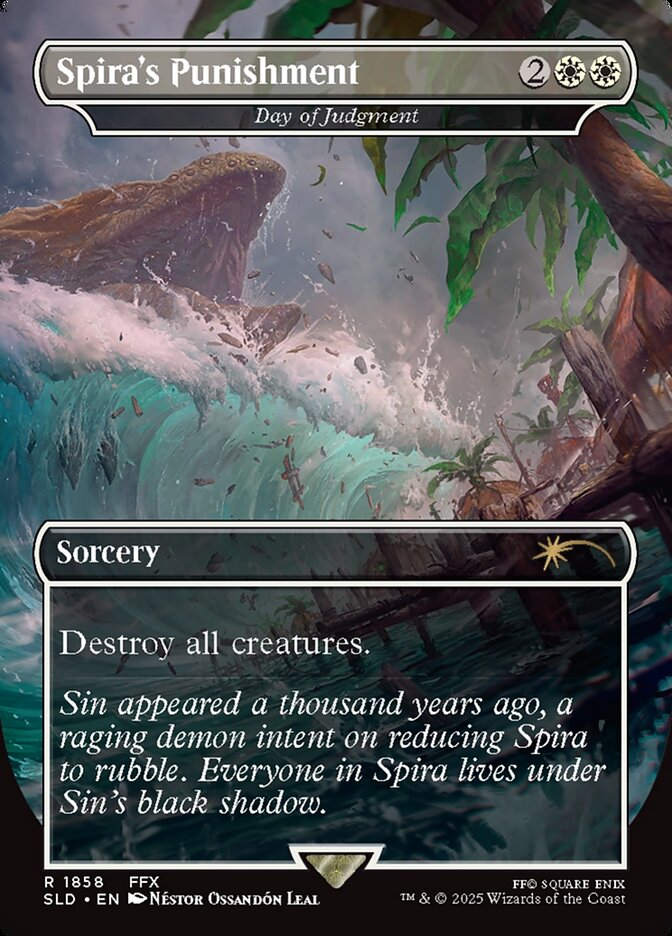 Spira's Punishment 2
Day of Judgment
Sorcery
Destroy all creatures.
Sin appeared a thousand years ago, a
raging demon intent on reducing Spira
to rubble. Everyone in Spira lives under
Sin's black shadow.
R 1858 FFX FF© SQUARE ENIX
SLD • EN Néstor Ossandón Leal ™ & © 2025 Wizards of the Coast